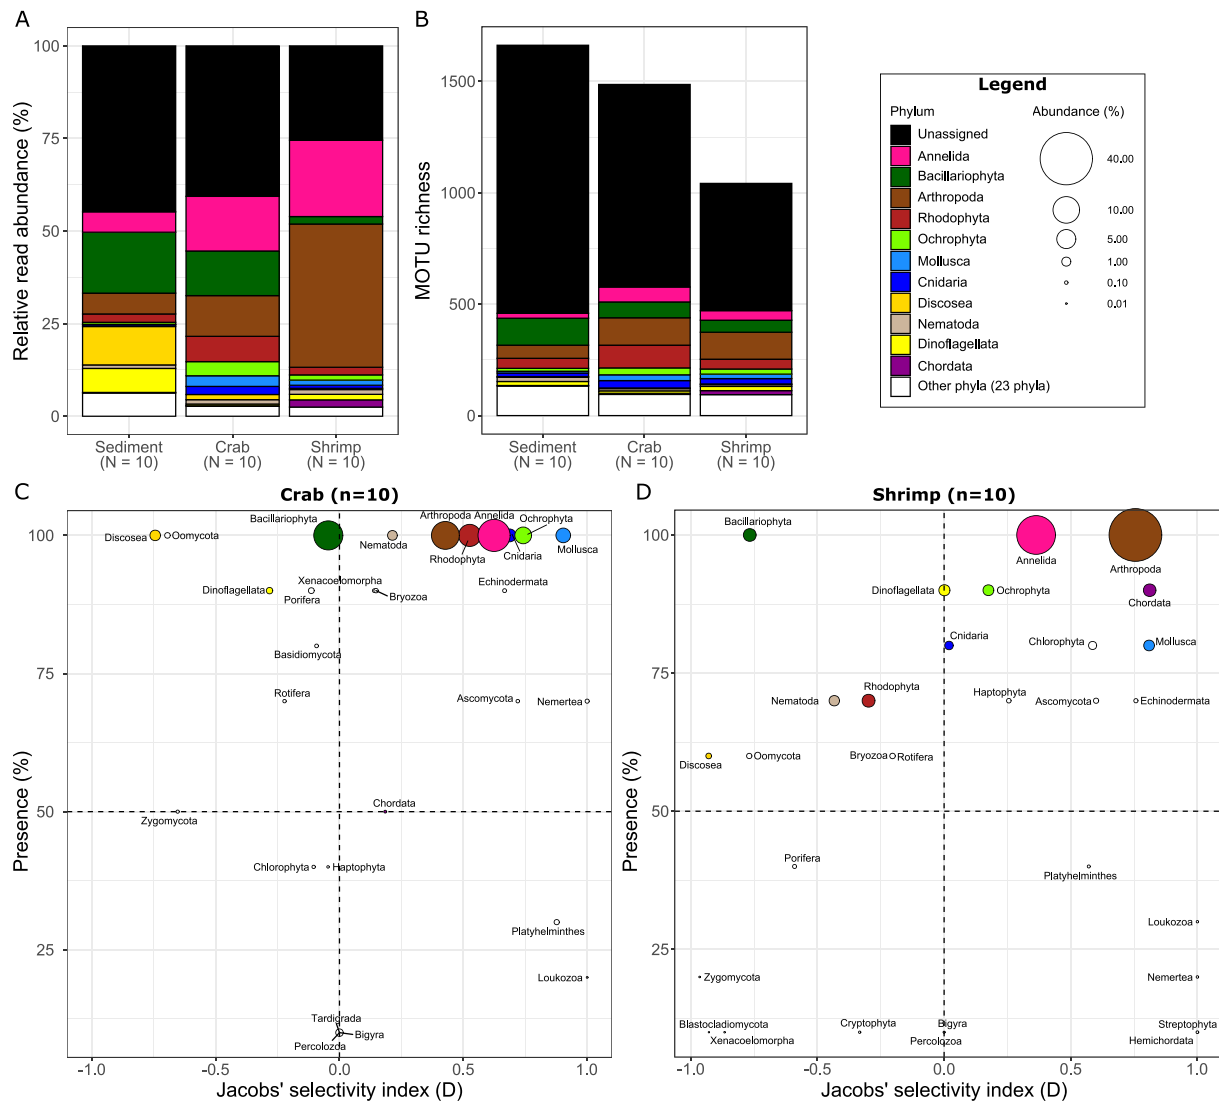 A
B
Relative read abundance (%)
100
75
50
25
0
Sediment
(N = 10)
Crab
(N = 10)
Shrimp
(N = 10)
MOTU richness
1500
1000
500
0
Sediment
(N = 10)
Crab
(N = 10)
Shrimp
(N = 10)
Legend
Phylum
Unassigned
Annelida
Bacillariophyta
Arthropoda
Rhodophyta
Ochrophyta
Mollusca
Cnidaria
Discosea
Nematoda
Dinoflagellata
Chordata
Other phyla (23 phyla)
Abundance (%)
40.00
10.00
5.00
1.00
0.10
0.01
C
Crab (n=10)
Presence (%)
100
75
50
25
Bacillariophyta
Arthropoda
Annelida
Ochrophyta
Discosea
Oomycota
Nematoda
Rhodophyta
Cnidaria
Mollusca
Dinoflagellata
Xenacoelomorpha
Porifera
Bryozoa
Echinodermata
Basidiomycota
Rotifera
Ascomycota
Nemertea
Chordata
Zygomycota
Chlorophyta
Haptophyta
Platyhelminthes
Loukozoa
Tardigrada
Bigyra
Percolozoa
-1.0
-0.5
0.0
0.5
1.0
Jacobs' selectivity index (D)
D
Shrimp (n=10)
Presence (%)
100
75
50
25
Bacillariophyta
Annelida
Arthropoda
Dinoflagellata
Ochrophyta
Chordata
Cnidaria
Chlorophyta
Mollusca
Nematoda
Rhodophyta
Haptophyta
Ascomycota
Echinodermata
Discosea
Oomycota
Bryozoa
Rotifera
Porifera
Platyhelminthes
Loukozoa
Zygomycota
Nemertea
Blastocladiomycota
Xenacoelomorpha
Cryptophyta
Bigyra
Percolozoa
Streptophyta
Hemichordata
-1.0
-0.5
0.0
0.5
1.0
Jacobs' selectivity index (D)